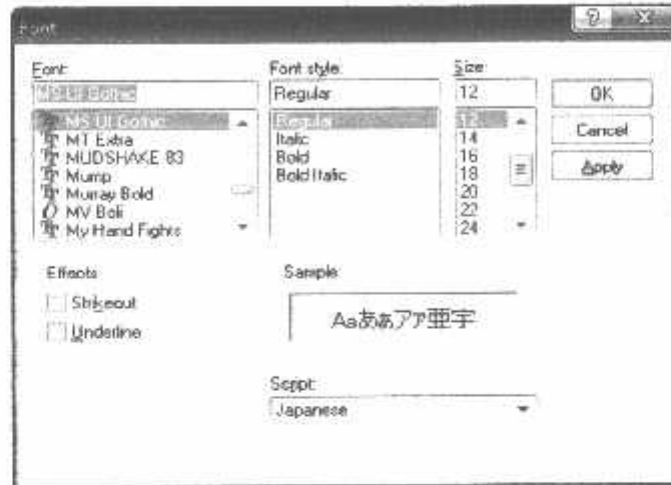 Font
Font:
MS UI Gothic
MS UI Gothic
MT Extra
MUDSHAKE 83
Mump
Murray Bold
MV Boli
My Hand Fights
Font style:
Regular
Regular
Italic
Bold
Bold Italic
Size:
12
12
14
16
18
20
22
24
OK
Cancel
Apply
Effects
Strikeout
Underline
Sample
Aaあぁアァ亜宇
Script:
Japanese